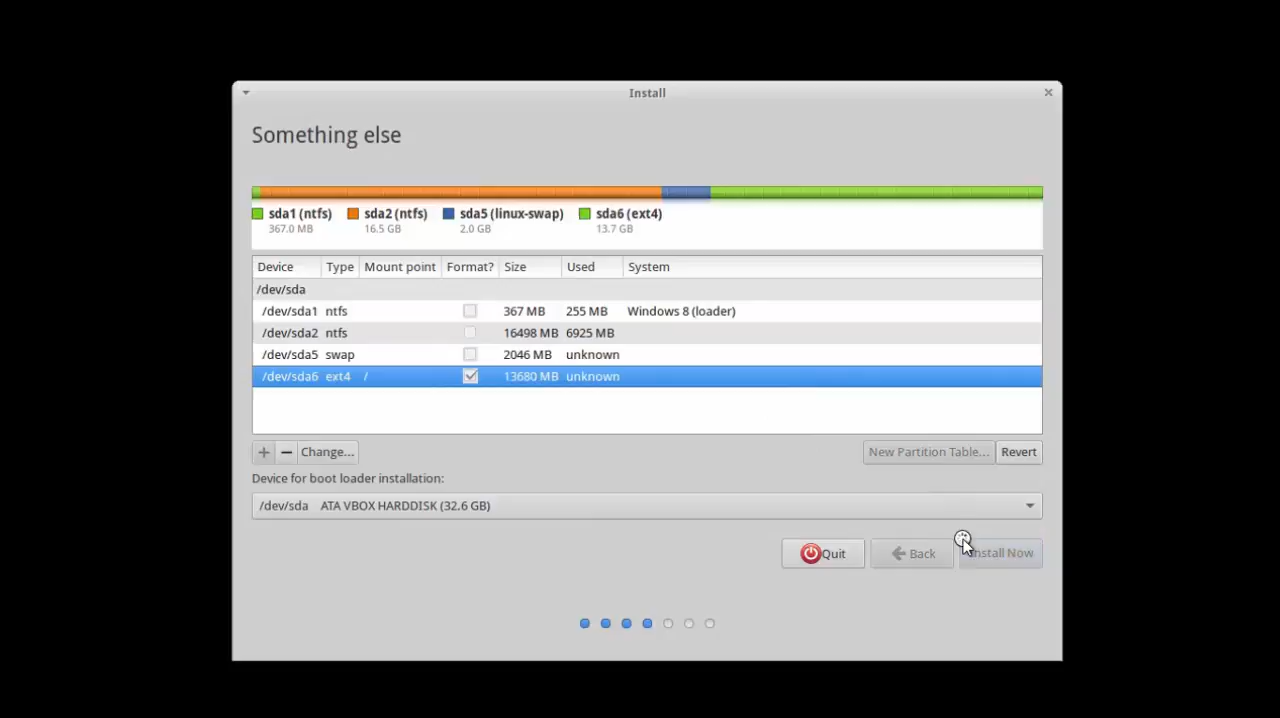 Install
Something else
sda1 (ntfs) sda2 (ntfs) sda5 (linux-swap) sda6 (ext4)
367.0 MB 16.5 GB 2.0 GB 13.7 GB
Device Type Mount point Format? Size Used System
/dev/sda
/dev/sda1 ntfs 367 MB 255 MB Windows 8 (loader)
/dev/sda2 ntfs 16498 MB 6925 MB
/dev/sda5 swap 2046 MB unknown
/dev/sda6 ext4 / 13680 MB unknown
+ − Change... New Partition Table... Revert
Device for boot loader installation:
/dev/sda ATA VBOX HARDDISK (32.6 GB)
Quit Back Install Now